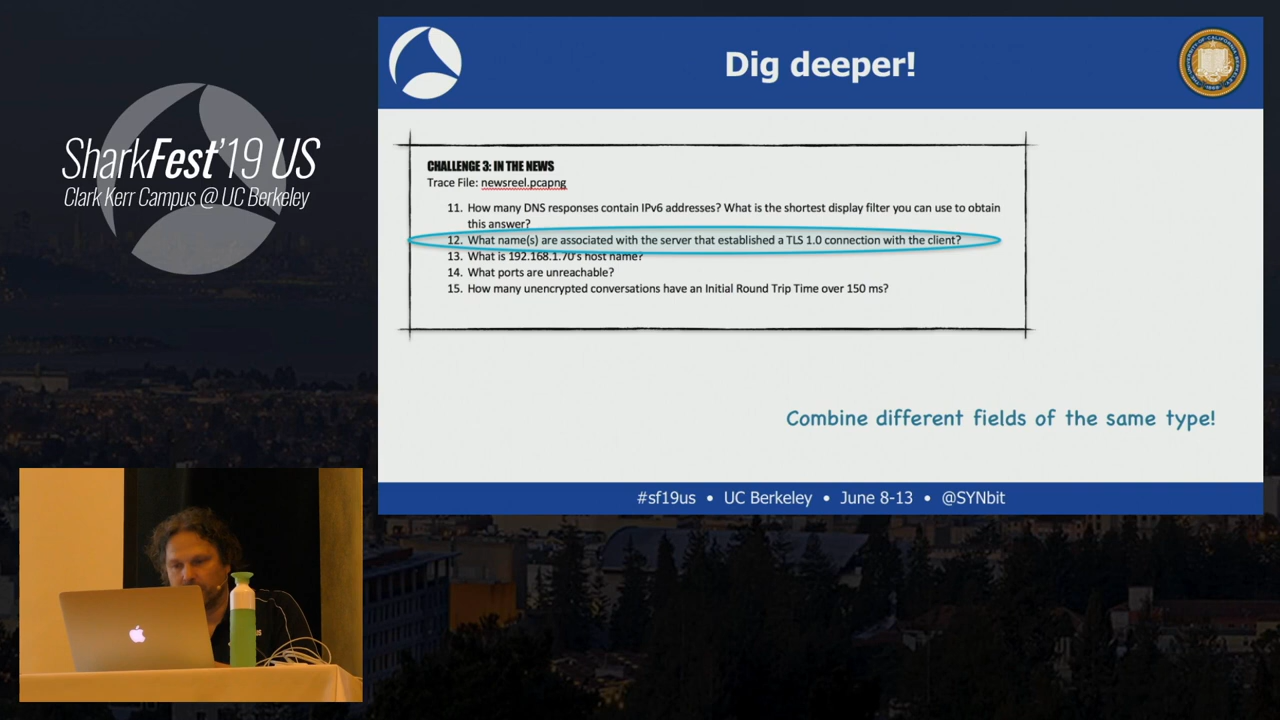 SharkFest'19 US
Clark Kerr Campus @ UC Berkeley
Dig deeper!
CHALLENGE 3: IN THE NEWS
Trace File: newsreel.pcapng
11. How many DNS responses contain IPv6 addresses? What is the shortest display filter you can use to obtain
this answer?
12. What name(s) are associated with the server that established a TLS 1.0 connection with the client?
13. What is 192.168.1.70's host name?
14. What ports are unreachable?
15. How many unencrypted conversations have an Initial Round Trip Time over 150 ms?
Combine different fields of the same type!
#sf19us • UC Berkeley • June 8-13 • @SYNbit